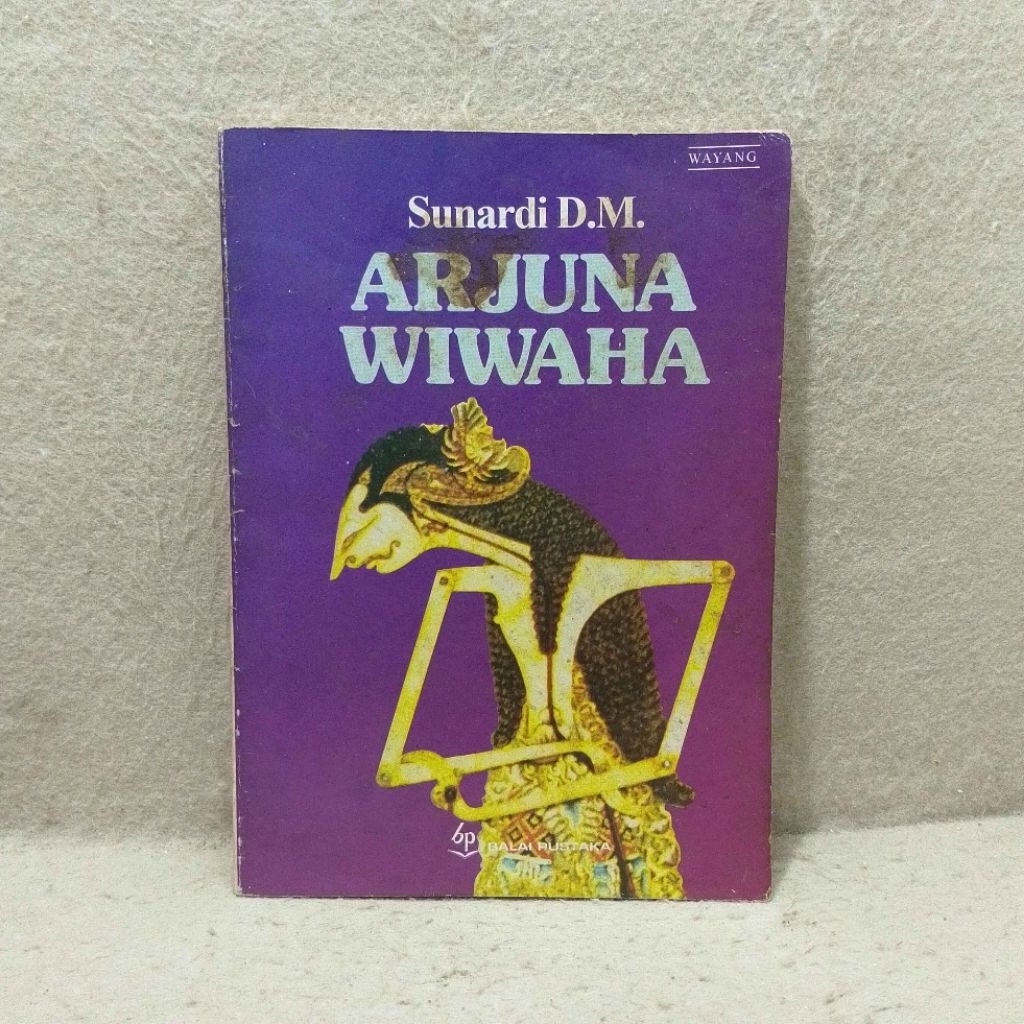 WAYANG
Sunardi D.M.
ARJUNA
WIWAHA
bp
BALAI PUSTAKA